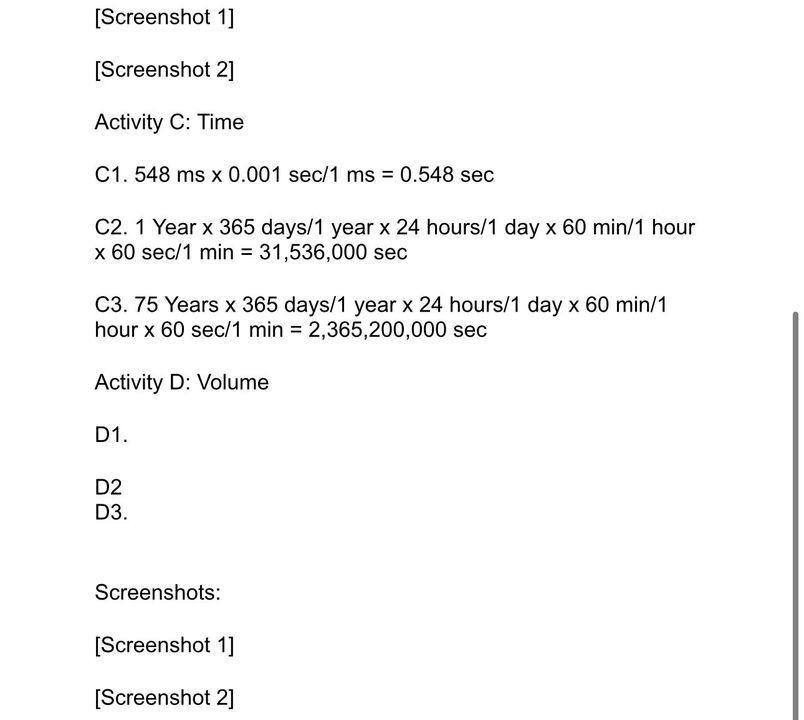 [Screenshot 1]
[Screenshot 2]
Activity C: Time
C1. 548 ms x 0.001 sec/1 ms = 0.548 sec
C2. 1 Year x 365 days/1 year x 24 hours/1 day x 60 min/1 hour
x 60 sec/1 min = 31,536,000 sec
C3. 75 Years x 365 days/1 year x 24 hours/1 day x 60 min/1
hour x 60 sec/1 min = 2,365,200,000 sec
Activity D: Volume
D1.
D2
D3.
Screenshots:
[Screenshot 1]
[Screenshot 2]